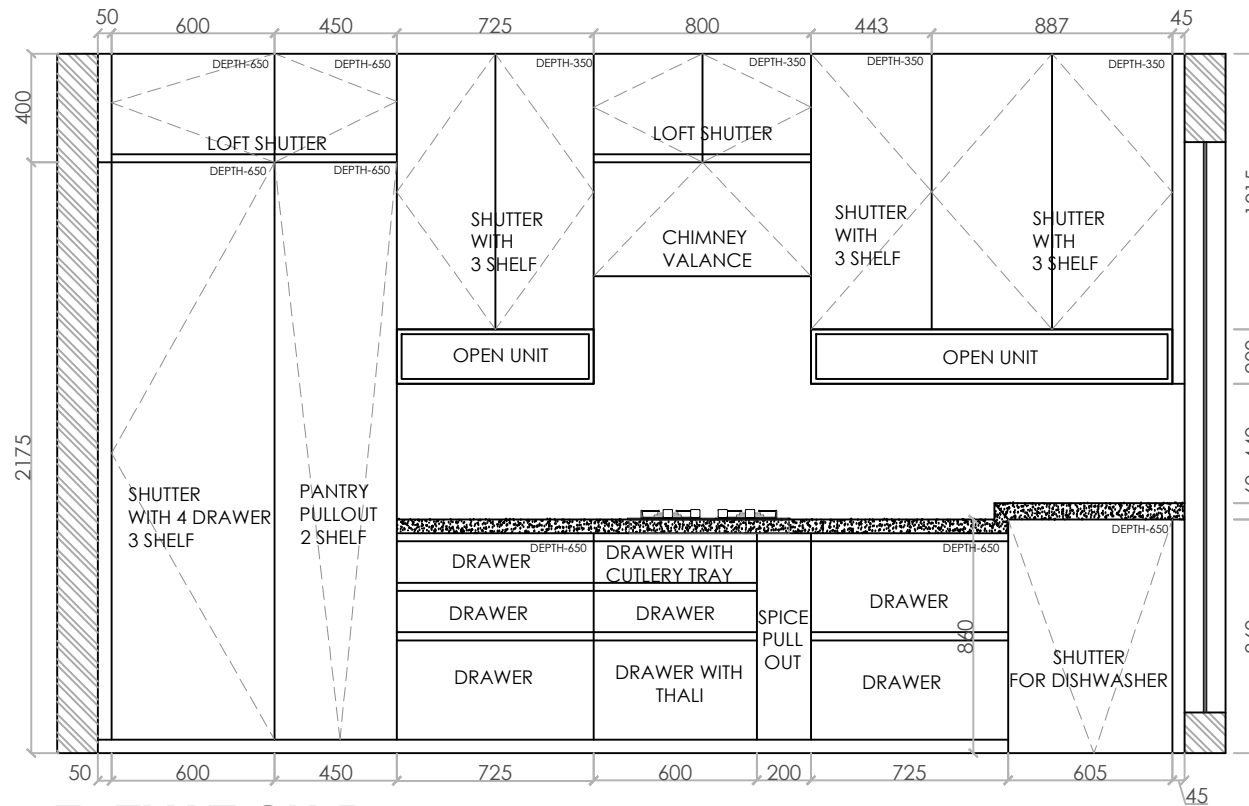 50 600 450 725 800 443 887 45
DEPTH-650 DEPTH-650 DEPTH-350 DEPTH-350 DEPTH-350 DEPTH-350
400
LOFT SHUTTER
LOFT SHUTTER
DEPTH-650 DEPTH-650
SHUTTER
WITH
3 SHELF
CHIMNEY
VALANCE
SHUTTER
WITH
3 SHELF
SHUTTER
WITH
3 SHELF
OPEN UNIT
OPEN UNIT
2175
SHUTTER
WITH 4 DRAWER
3 SHELF
PANTRY
PULLOUT
2 SHELF
DEPTH-650
DEPTH-650
DEPTH-650
DRAWER
DRAWER WITH
CUTLERY TRAY
DRAWER
DRAWER
DRAWER
DRAWER WITH
THALI
SPICE
PULL
OUT
DRAWER
DRAWER
860
SHUTTER
FOR DISHWASHER
50 600 450 725 600 200 725 605
45